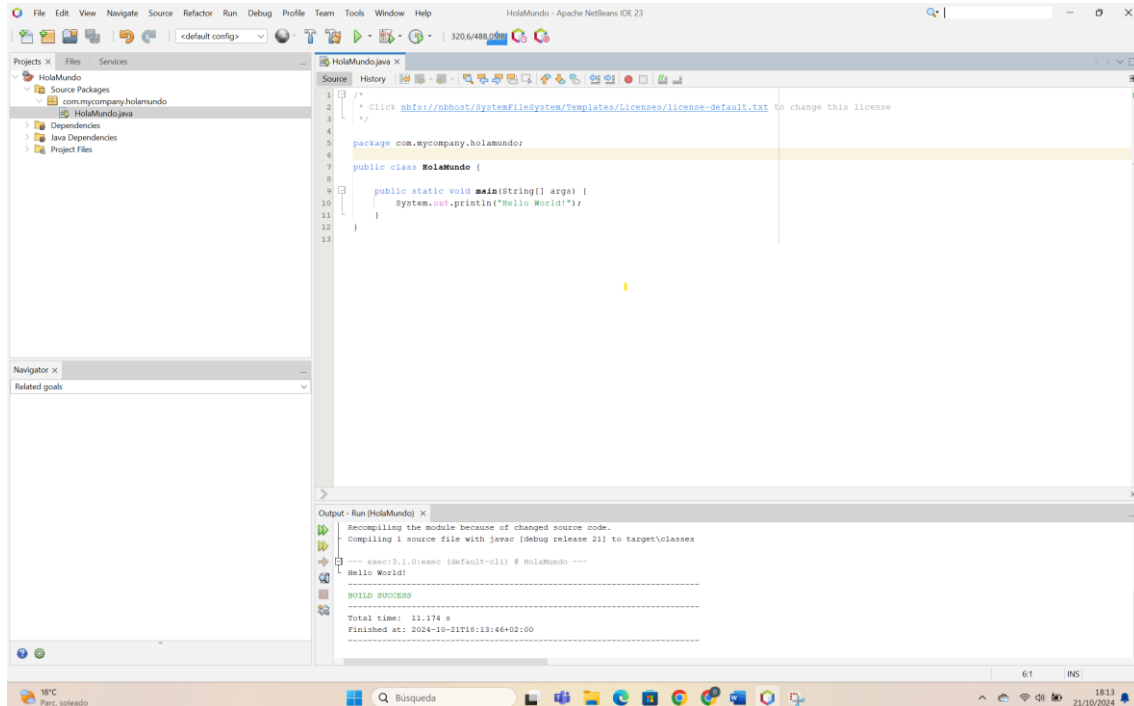 File Edit View Navigate Source Refactor Run Debug Profile Team Tools Window Help HolaMundo - Apache NetBeans IDE 23
<default config> 320,6/488,0MB
Projects Files Services
HolaMundo
Source Packages
com.mycompany.holamundo
HolaMundo.java
Dependencies
Java Dependencies
Project Files
Navigator
Related goals
HolaMundo.java
Source History
1 /*
2 * Click nbfs://nbhost/SystemFileSystem/Templates/Licenses/license-default.txt to change this license
3 */
4
5 package com.mycompany.holamundo;
6
7 public class HolaMundo {
8
9 public static void main(String[] args) {
10 System.out.println("Hello World!");
11 }
12 }
13
Output - Run (HolaMundo)
Recompiling the module because of changed source code.
Compiling 1 source file with javac [debug release 21] to target\classes
--- exec:3.1.0:exec (default-cli) @ HolaMundo ---
Hello World!
------------------------------------------------------------------------
BUILD SUCCESS
------------------------------------------------------------------------
Total time: 11.174 s
Finished at: 2024-10-21T18:13:46+02:00
------------------------------------------------------------------------
6:1 INS
18°C
Parc. soleado
Búsqueda
18:13
21/10/2024